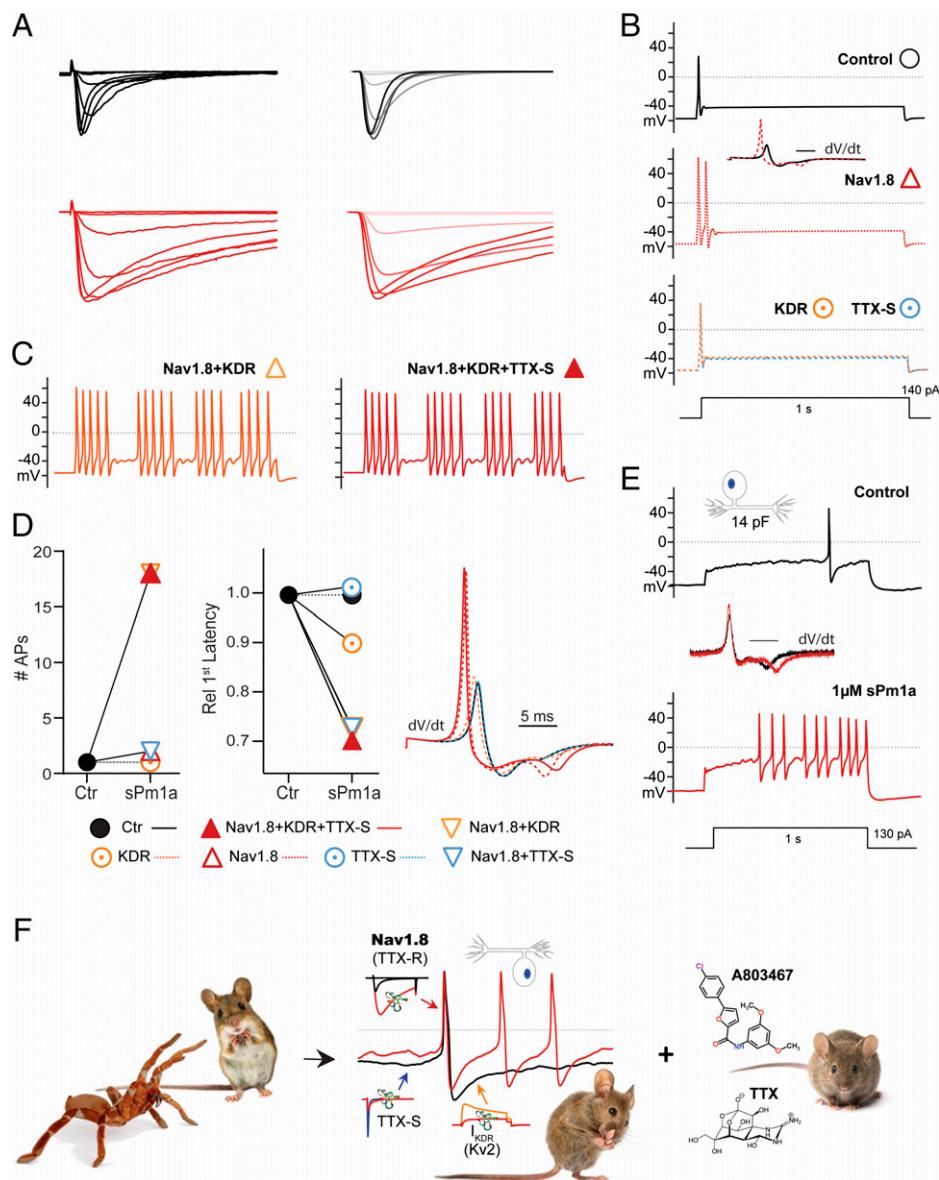 A
B
40
0
-40
mV
Control
dV/dt
Nav1.8
40
0
-40
mV
KDR
TTX-S
40
0
-40
mV
140 pA
1 s
C
Nav1.8+KDR
Nav1.8+KDR+TTX-S
40
0
-40
mV
D
20
15
10
5
0
# APs
Ctr
sPm1a
1.0
0.9
0.8
0.7
Rel 1st Latency
Ctr
sPm1a
dV/dt
5 ms
Ctr
Nav1.8+KDR+TTX-S
Nav1.8+KDR
KDR
Nav1.8
TTX-S
Nav1.8+TTX-S
E
Control
14 pF
40
0
-40
mV
dV/dt
1µM sPm1a
40
0
-40
mV
1 s
130 pA
F
Nav1.8
(TTX-R)
TTX-S
IKDR
(Kv2)
+
A803467
Cl
O
O
NH
OCH3
OCH3
TTX